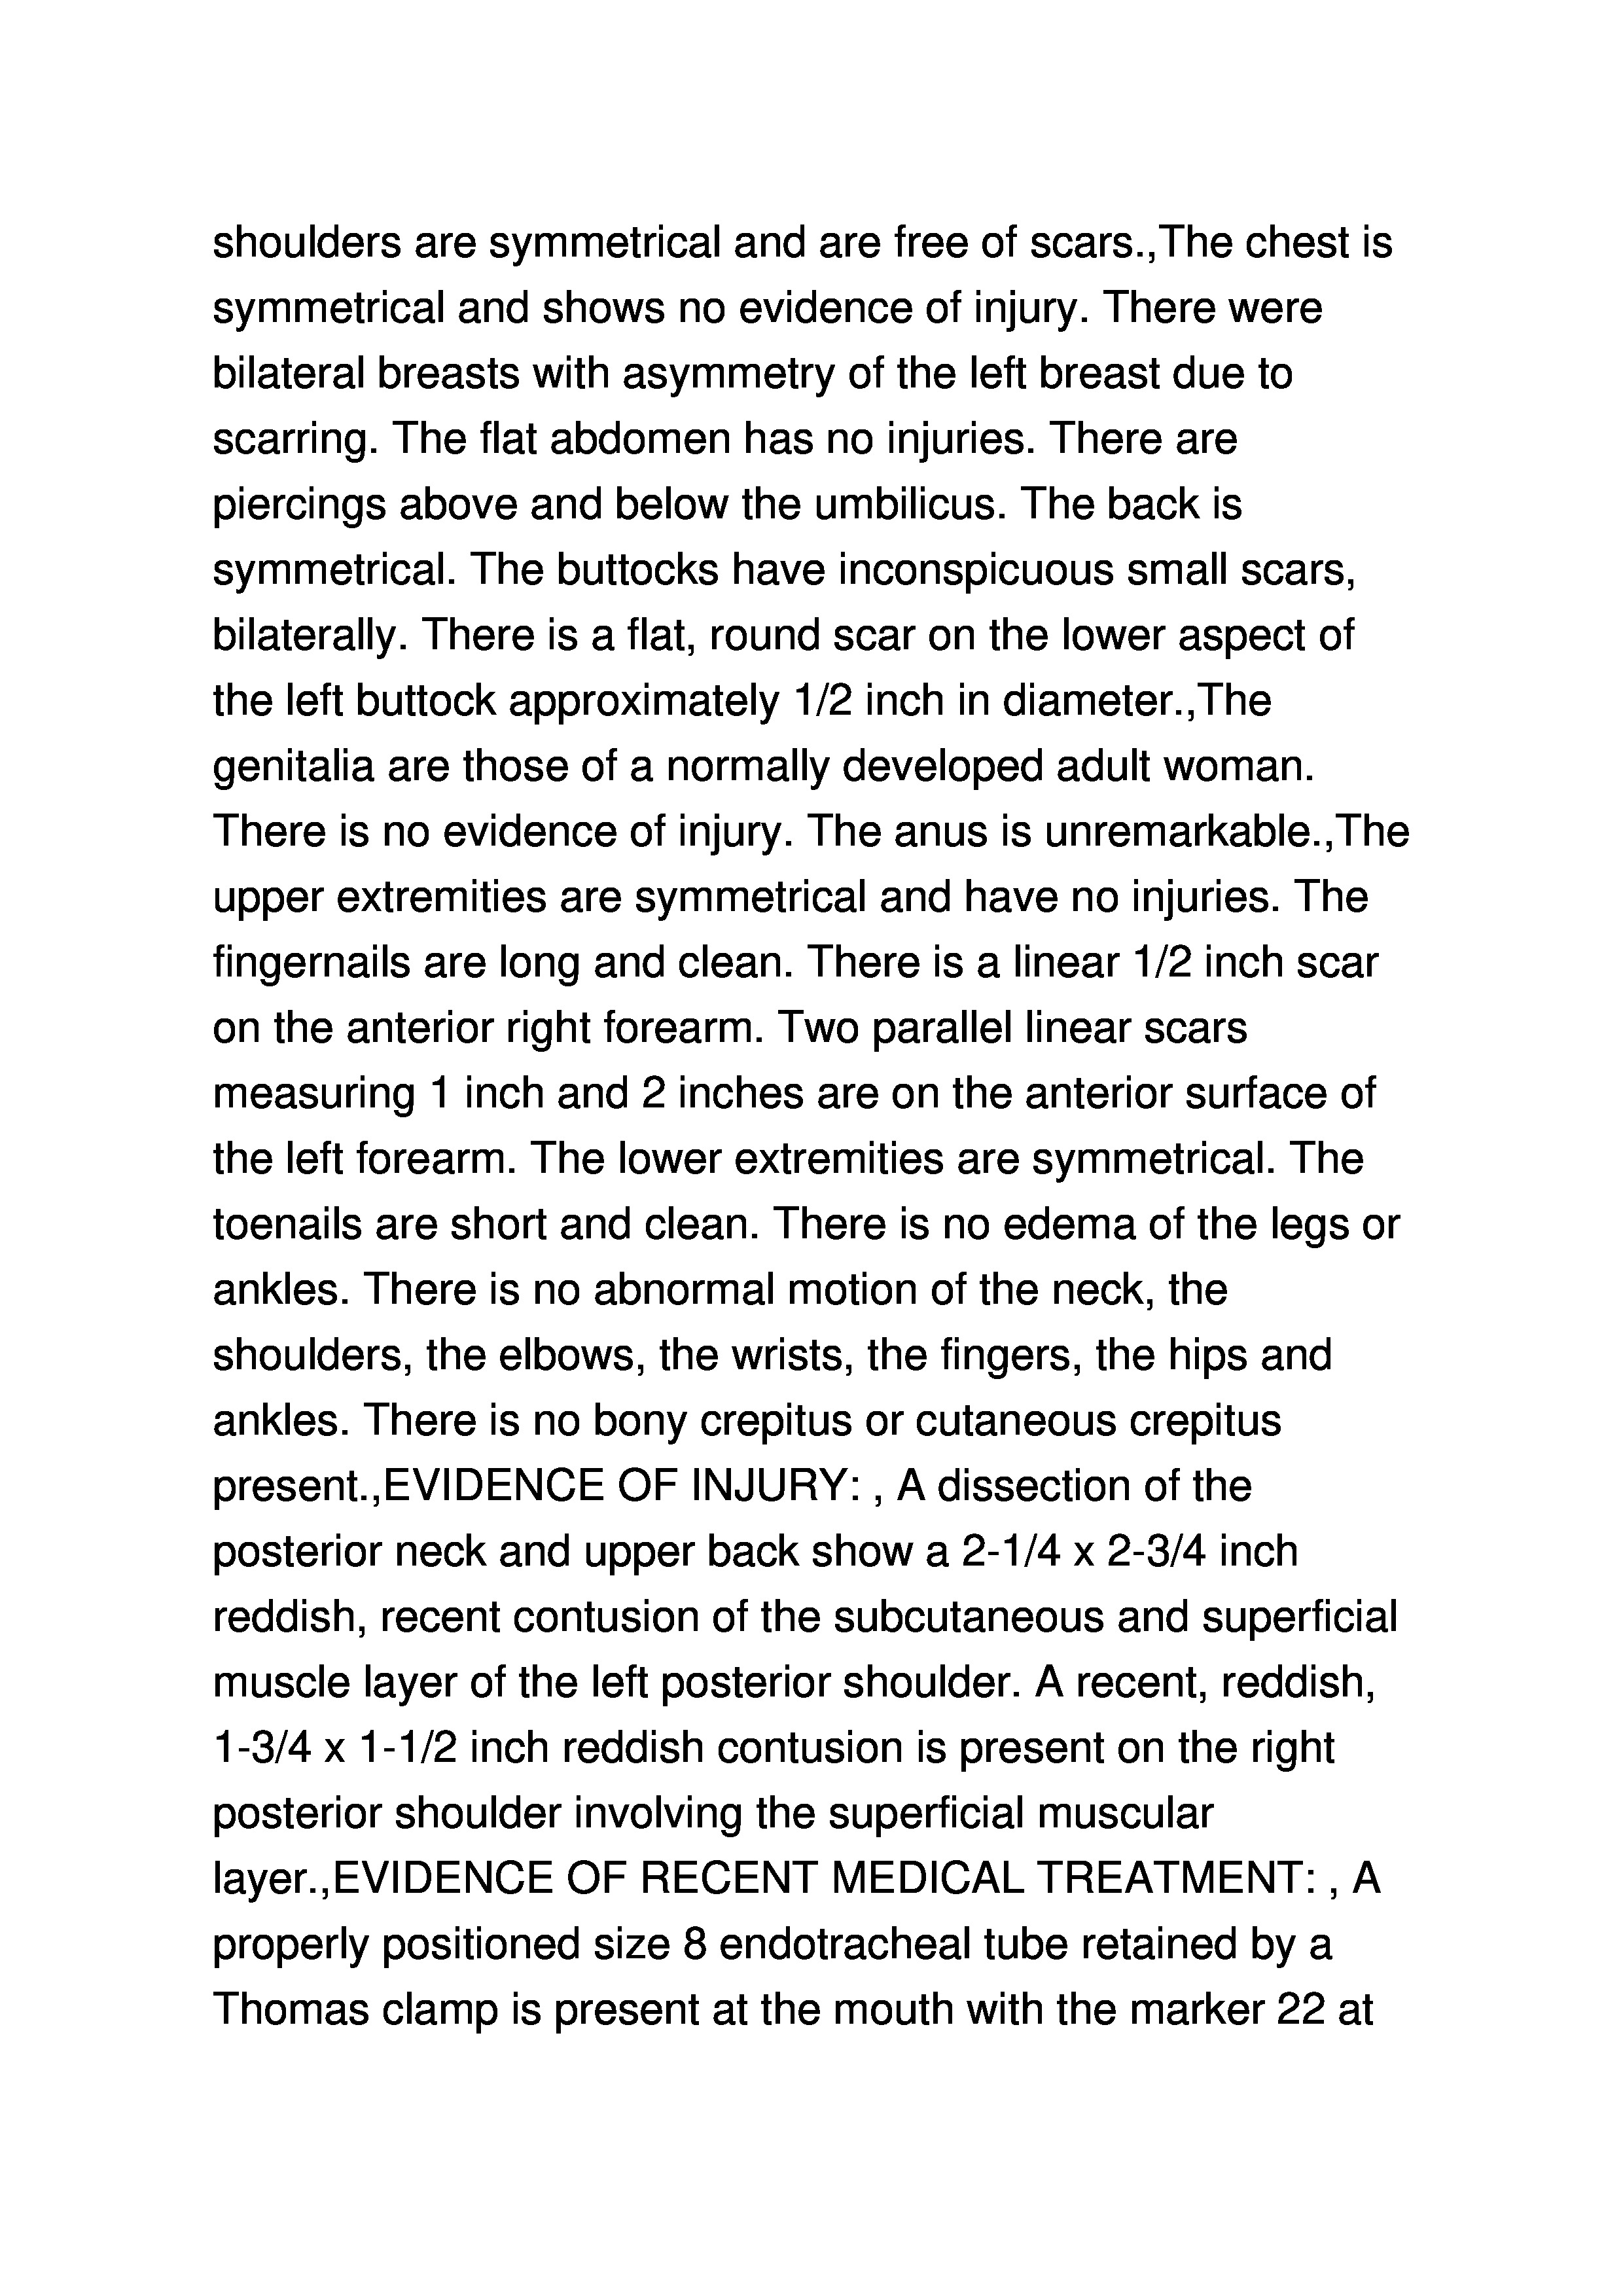 shoulders are symmetrical and are free of scars.,The chest is
symmetrical and shows no evidence of injury. There were
bilateral breasts with asymmetry of the left breast due to
scarring. The flat abdomen has no injuries. There are
piercings above and below the umbilicus. The back is
symmetrical. The buttocks have inconspicuous small scars,
bilaterally. There is a flat, round scar on the lower aspect of
the left buttock approximately 1/2 inch in diameter.,The
genitalia are those of a normally developed adult woman.
There is no evidence of injury. The anus is unremarkable.,The
upper extremities are symmetrical and have no injuries. The
fingernails are long and clean. There is a linear 1/2 inch scar
on the anterior right forearm. Two parallel linear scars
measuring 1 inch and 2 inches are on the anterior surface of
the left forearm. The lower extremities are symmetrical. The
toenails are short and clean. There is no edema of the legs or
ankles. There is no abnormal motion of the neck, the
shoulders, the elbows, the wrists, the fingers, the hips and
ankles. There is no bony crepitus or cutaneous crepitus
present.,EVIDENCE OF INJURY: , A dissection of the
posterior neck and upper back show a 2-1/4 x 2-3/4 inch
reddish, recent contusion of the subcutaneous and superficial
muscle layer of the left posterior shoulder. A recent, reddish,
1-3/4 x 1-1/2 inch reddish contusion is present on the right
posterior shoulder involving the superficial muscular
layer.,EVIDENCE OF RECENT MEDICAL TREATMENT: , A
properly positioned size 8 endotracheal tube retained by a
Thomas clamp is present at the mouth with the marker 22 at